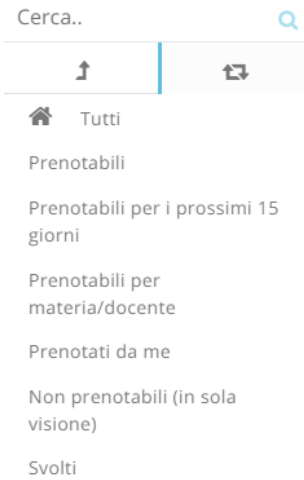 Cerca..
Tutti
Prenotabili
Prenotabili per i prossimi 15
giorni
Prenotabili per
materia/docente
Prenotati da me
Non prenotabili (in sola
visione)
Svolti